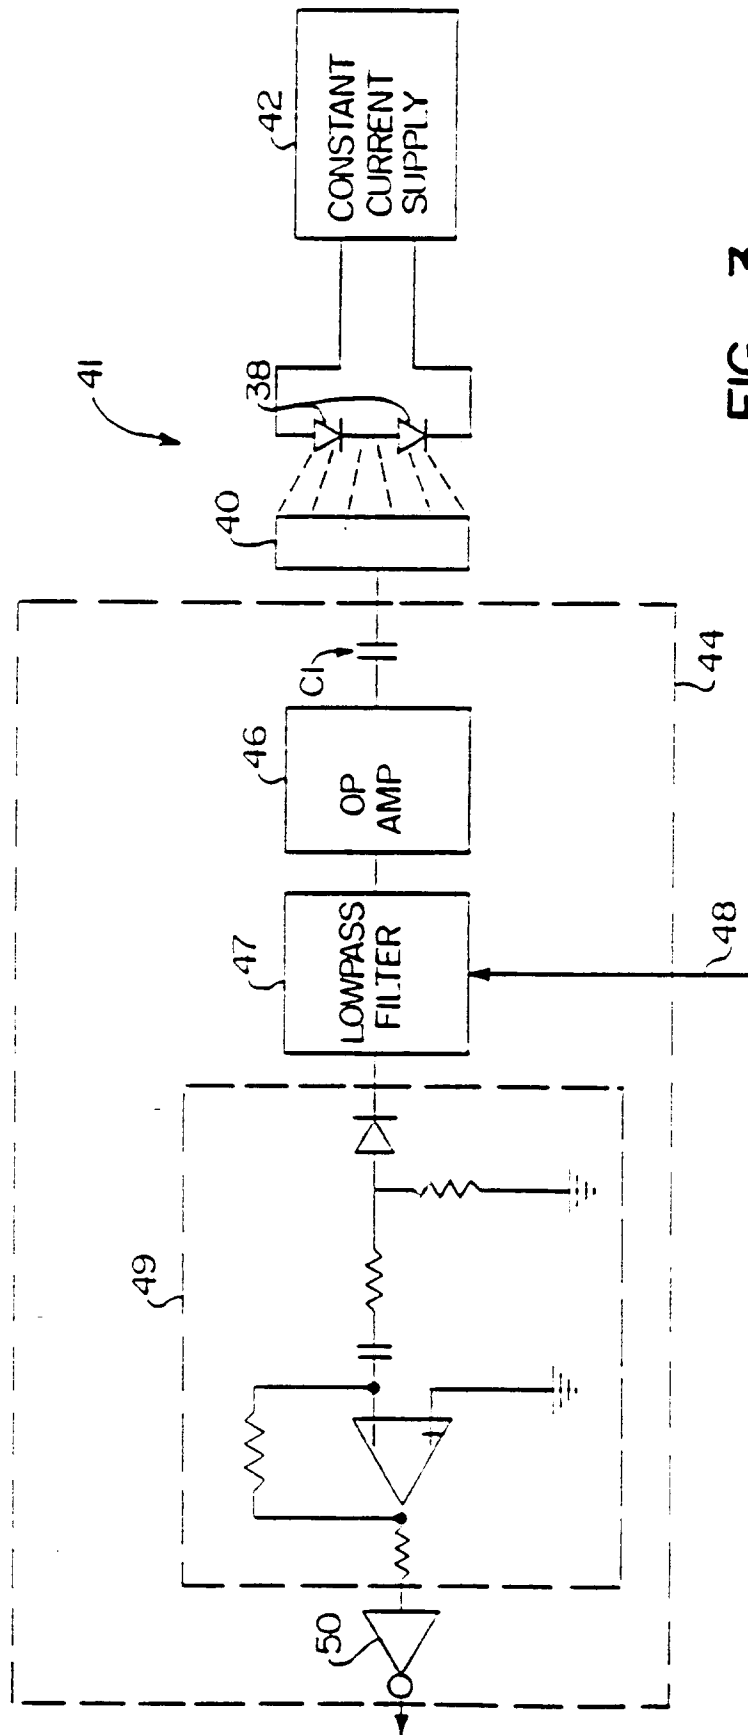 41
42
CONSTANT
CURRENT
SUPPLY
38
40
C1
46
OP
AMP
47
LOWPASS
FILTER
48
44
49
50
FIG. 3